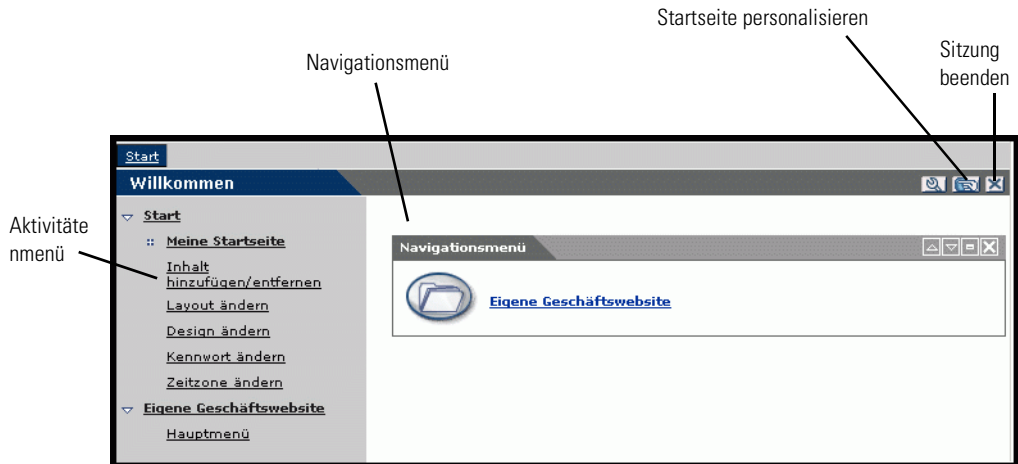 Startseite personalisieren
Sitzung
beenden
Navigationsmenü
Start
Willkommen
Aktivitäte
nmenü
Start
Meine Startseite
Inhalt
hinzufügen/entfernen
Layout ändern
Design ändern
Kennwort ändern
Zeitzone ändern
Eigene Geschäftswebsite
Hauptmenü
Navigationsmenü
Eigene Geschäftswebsite